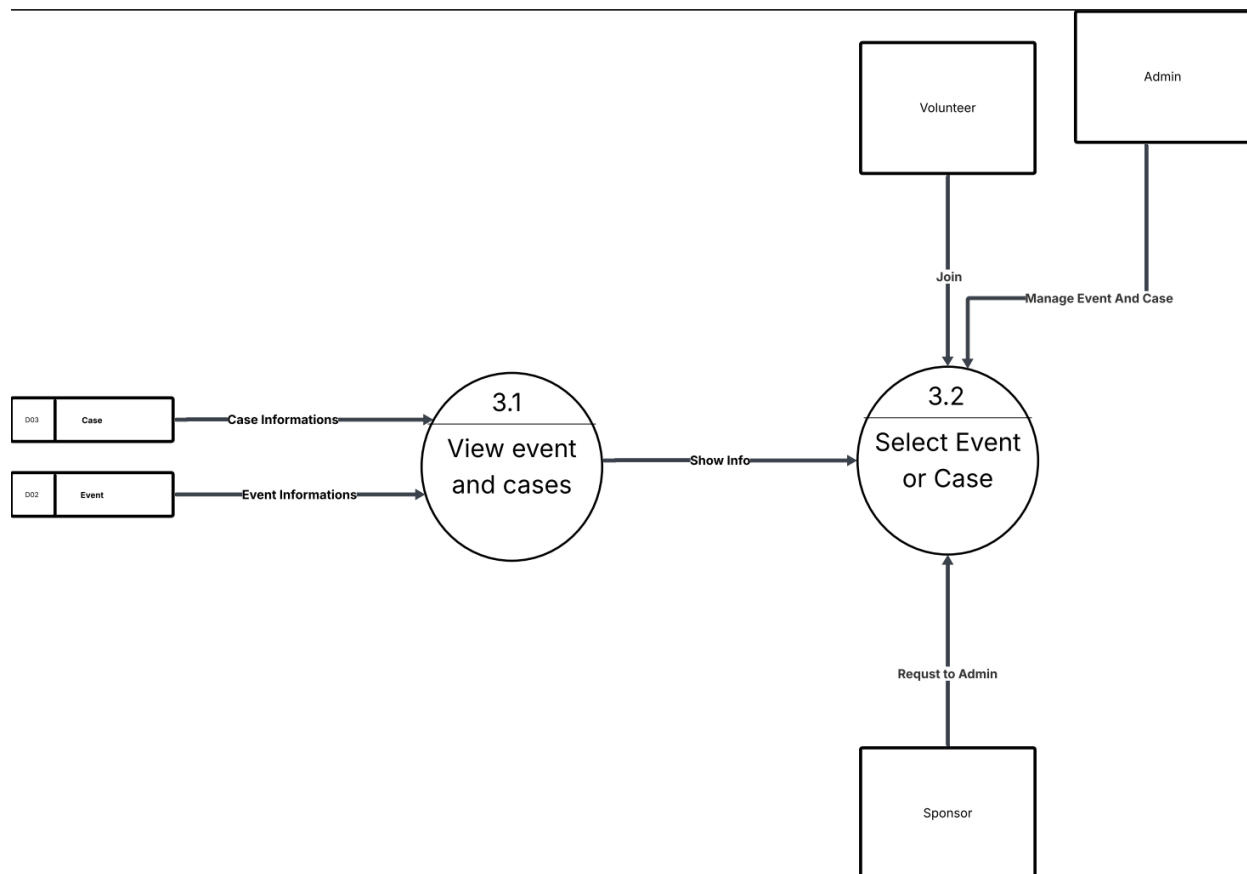 Admin
Volunteer
Join
Manage Event And Case
3.1
View event
and cases
3.2
Select Event
or Case
D03 Case
Case Informations
Show Info
D02 Event
Event Informations
Requst to Admin
Sponsor